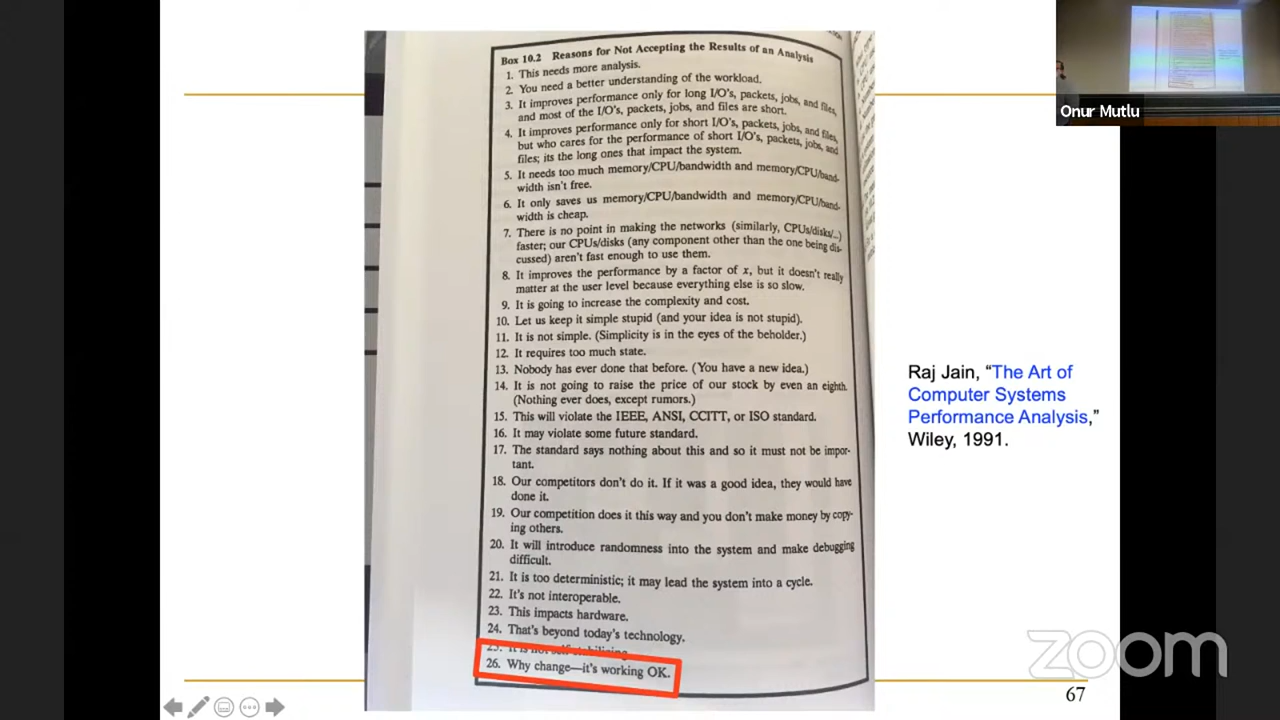 Box 10.2 Reasons for Not Accepting the Results of an Analysis
1. This needs more analysis.
2. You need a better understanding of the workload.
3. It improves performance only for long I/O's, packets, jobs, and files,
and most of the I/O's, packets, jobs, and files are short.
4. It improves performance only for short I/O's, packets, jobs, and files,
but who cares for the performance of short I/O's, packets, jobs, and
files; its the long ones that impact the system.
5. It needs too much memory/CPU/bandwidth and memory/CPU/band-
width isn't free.
6. It only saves us memory/CPU/bandwidth and memory/CPU/band-
width is cheap.
7. There is no point in making the networks (similarly, CPUs/disks/...)
faster; our CPUs/disks (any component other than the one being dis-
cussed) aren't fast enough to use them.
8. It improves the performance by a factor of x, but it doesn't really
matter at the user level because everything else is so slow.
9. It is going to increase the complexity and cost.
10. Let us keep it simple stupid (and your idea is not stupid).
11. It is not simple. (Simplicity is in the eyes of the beholder.)
12. It requires too much state.
13. Nobody has ever done that before. (You have a new idea.)
14. It is not going to raise the price of our stock by even an eighth.
(Nothing ever does, except rumors.)
15. This will violate the IEEE, ANSI, CCITT, or ISO standard.
16. It may violate some future standard.
17. The standard says nothing about this and so it must not be impor-
tant.
18. Our competitors don't do it. If it was a good idea, they would have
done it.
19. Our competition does it this way and you don't make money by copy-
ing others.
20. It will introduce randomness into the system and make debugging
difficult.
21. It is too deterministic; it may lead the system into a cycle.
22. It's not interoperable.
23. This impacts hardware.
24. That's beyond today's technology.
25. It is not self-stabilizing.
26. Why change—it's working OK.
Raj Jain, “The Art of
Computer Systems
Performance Analysis,”
Wiley, 1991.
Onur Mutlu
zoom
67